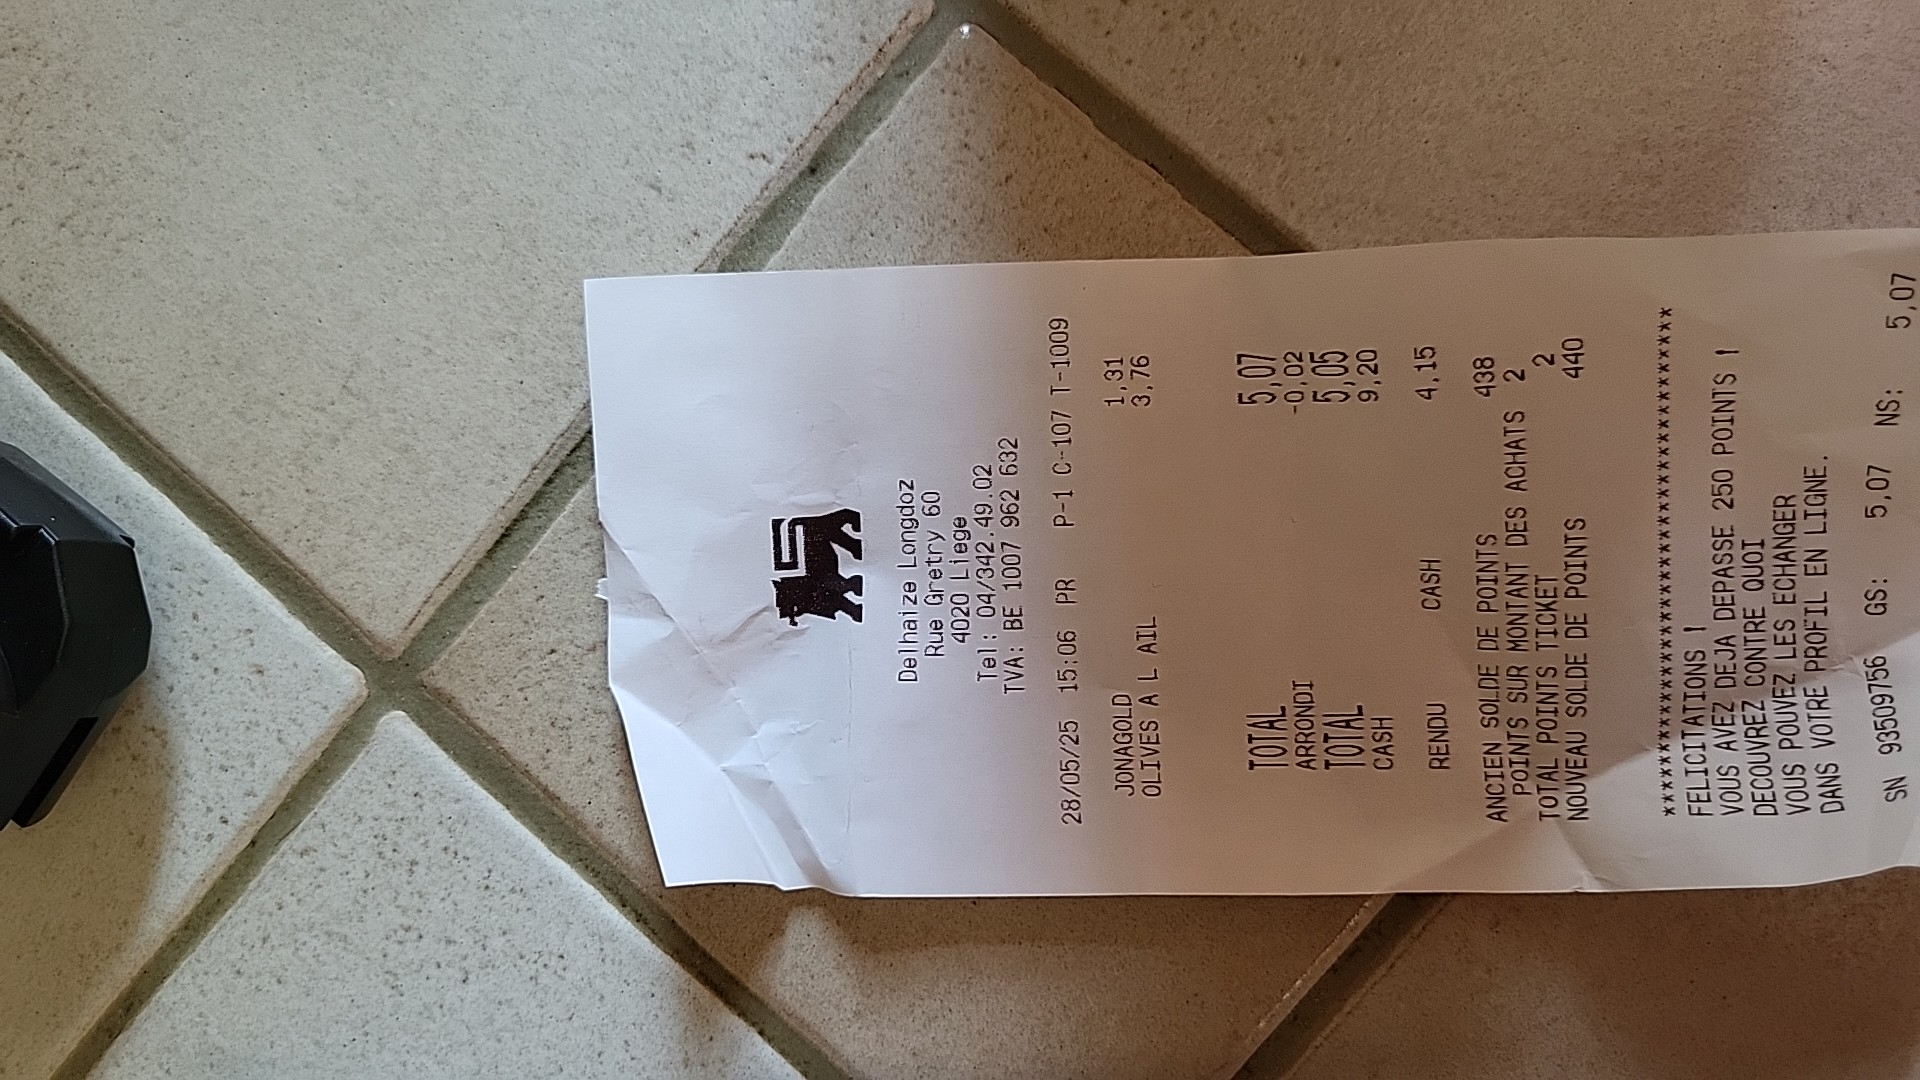 Delhaize Longdoz
Rue Gretry 60
4020 Liege
Tel : 04/342.49.02
TVA: BE 1007 962 632
28/05/25 15:06 PR P-1 C-107 T-1009
JONAGOLD 1,31
OLIVES A L AIL 3,76
TOTAL 5,07
ARRONDI -0,02
TOTAL 5,05
CASH 9,20
RENDU CASH 4,15
ANCIEN SOLDE DE POINTS 438
POINTS SUR MONTANT DES ACHATS 2
TOTAL POINTS TICKET 2
NOUVEAU SOLDE DE POINTS 440
****************************************
FELICITATIONS !
VOUS AVEZ DEJA DEPASSE 250 POINTS !
DECOUVREZ CONTRE QUOI
VOUS POUVEZ LES ECHANGER
DANS VOTRE PROFIL EN LIGNE.
SN 93509756 GS: 5,07 NS: 5,07